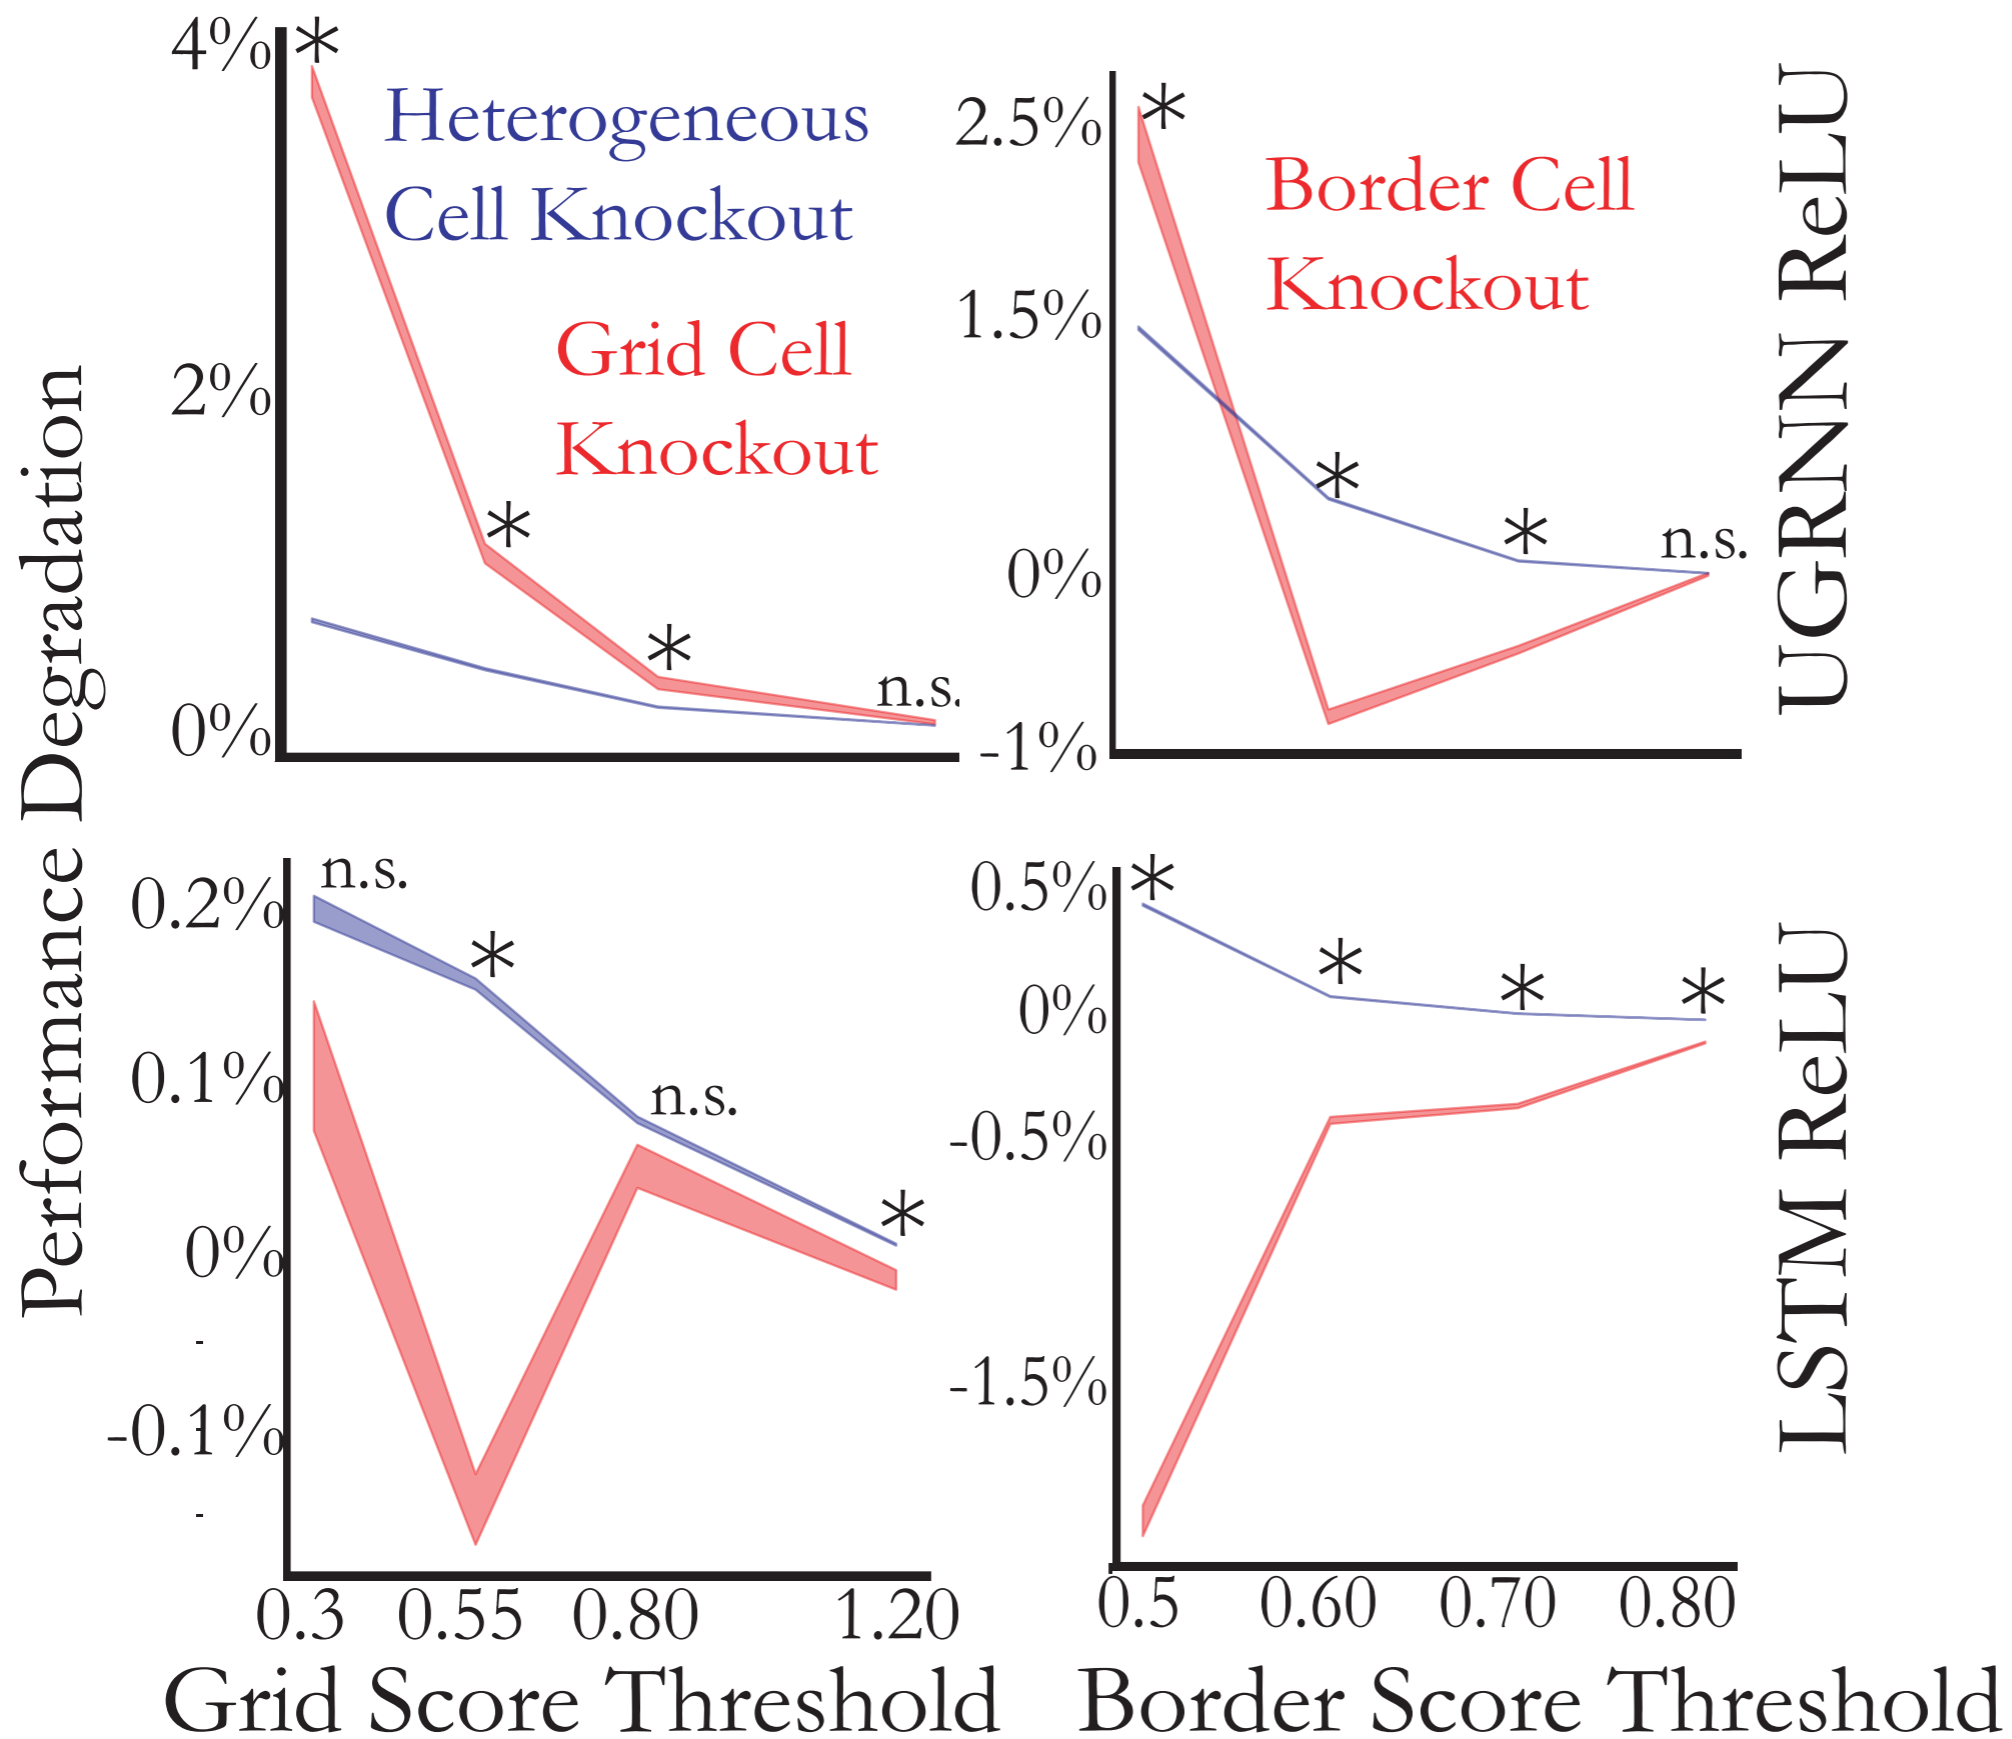 Performance Degradation
4%
2%
0%
*
*
*
n.s.
Heterogeneous
Cell Knockout
Grid Cell
Knockout
2.5%
1.5%
0%
-1%
*
*
*
n.s.
Border Cell
Knockout
UGRNN ReLU
0.2%
0.1%
0%
-
-0.1%
-
n.s.
*
n.s.
*
0.3 0.55 0.80 1.20
Grid Score Threshold
0.5%
0%
-0.5%
-1.5%
*
*
*
*
0.5 0.60 0.70 0.80
Border Score Threshold
LSTM ReLU